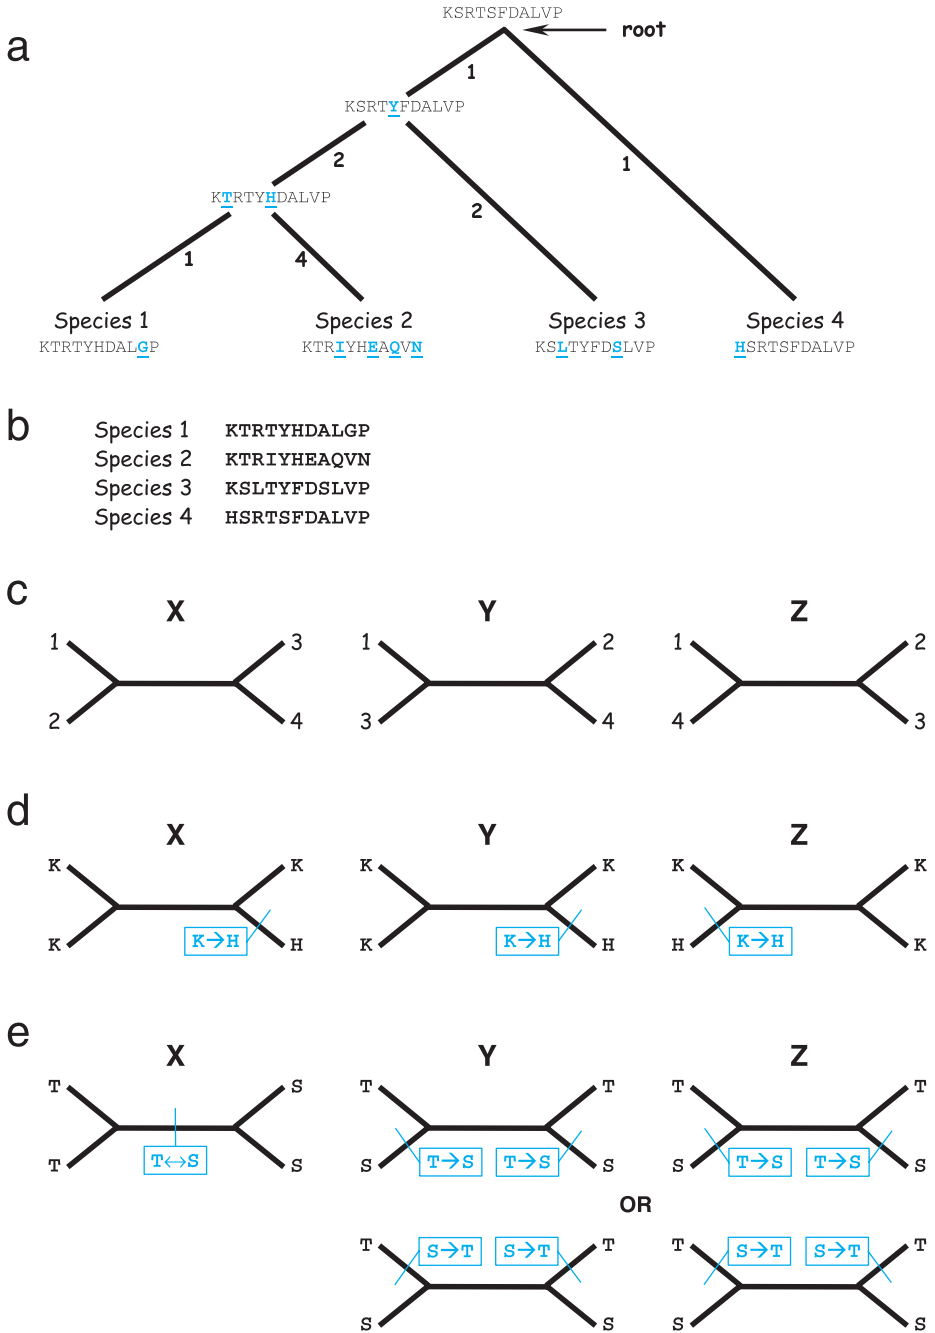 a
KSRTSFDALVP
root
1
KSRTYFDALVP
2
1
KTRTYHDALVP
2
1
4
Species 1 Species 2 Species 3 Species 4
KTRTYHDALGP KTRIYHEAQVN KSLTYFDSLVP HSRTSFDALVP
b
Species 1 KTRTYHDALGP
Species 2 KTRIYHEAQVN
Species 3 KSLTYFDSLVP
Species 4 HSRTSFDALVP
c
X Y Z
1 3 1 2 1 2
2 4 3 4 4 3
d
X Y Z
K K K K K K
K→H K→H K→H
K H K H H K
e
X Y Z
T S T T T T
T↔S T→S T→S T→S T→S
T S S S S S
OR
T S→T S→T T T S→T S→T T
S S S S